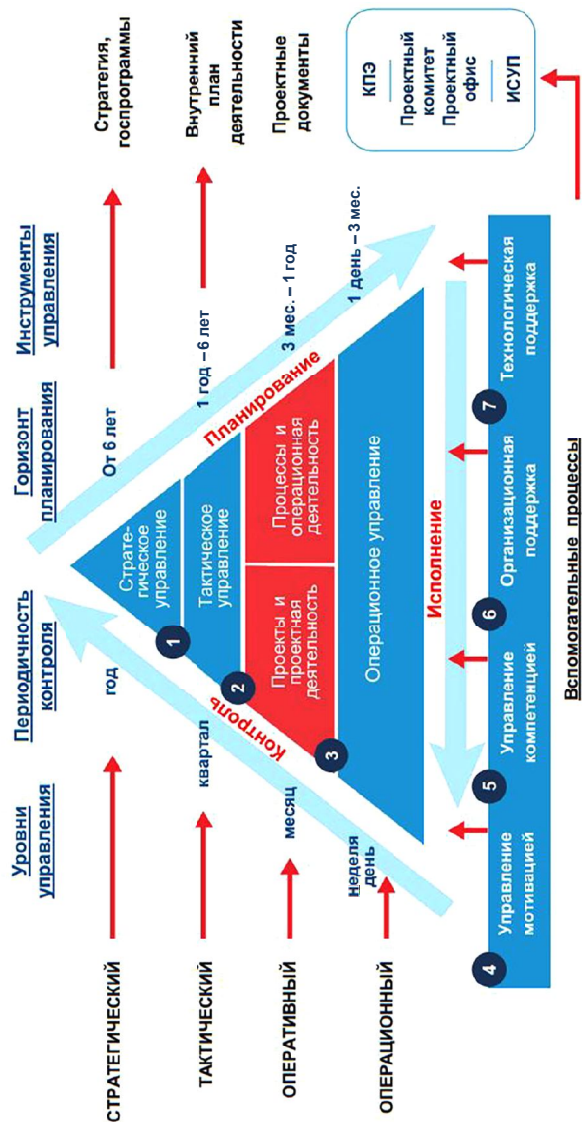 Уровни
управления
Периодичность
контроля
Горизонт
планирования
Инструменты
управления
СТРАТЕГИЧЕСКИЙ
год
От 6 лет
Стратегия,
госпрограммы
ТАКТИЧЕСКИЙ
квартал
1 год – 6 лет
Внутренний
план
деятельности
ОПЕРАТИВНЫЙ
месяц
3 мес. – 1 год
Проектные
документы
ОПЕРАЦИОННЫЙ
неделя
день
1 день – 3 мес.
КПЭ
Проектный
комитет
Проектный
офис
ИСУП
Контроль
Планирование
Исполнение
1
Страте-
гическое
управление
2
Тактическое
управление
3
Проекты и
проектная
деятельность
Процессы и
операционная
деятельность
Операционное управление
4
Управление
мотивацией
5
Управление
компетенцией
6
Организационная
поддержка
7
Технологическая
поддержка
Вспомогательные процессы